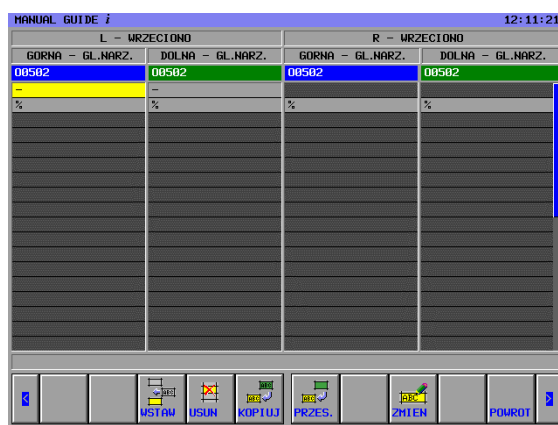 MANUAL GUIDE i 12:11:21
L - WRZECIONO R - WRZECIONO
GORNA - GL.NARZ. DOLNA - GL.NARZ. GORNA - GL.NARZ. DOLNA - GL.NARZ.
O0502 O0502 O0502 O0502
- -
% % % %
< WSTAW USUN KOPIUJ PRZES. ZMIEN POWROT >